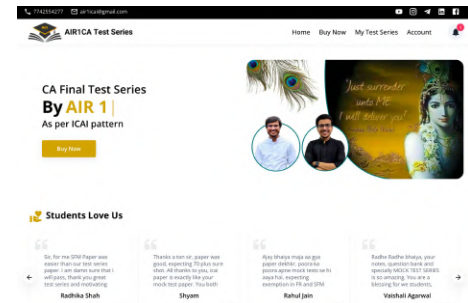 7742554277 air1ca@gmail.com
AIR1CA Test Series
Home Buy Now My Test Series Account
CA Final Test Series
By AIR 1
As per ICAI pattern
Buy Now
Just surrender
unto ME
I will deliver you!
Students Love Us
Sir, for me SFM Paper was
easier than our test series
paper. I am damn sure that I
will pass, thank you great
test series and motivating
Radhika Shah
Thanks a ton sir, paper was
good, expecting 70 plus sure
shot. All thanks to you, ica
paper is exactly like your
mock test paper. You both
Shyam
Ajay bhaiya maja aa gya
paper dekhkr, poora ka
poora apne mock tests se hi
aaya hai, expecting
exemption in FR and SFM
Rahul Jain
Radhe Radhe bhaiya, your
notes, question bank and
specially MOCK TEST SERIES
is so amazing. You are a
blessing for we students,
Vaishali Agarwal